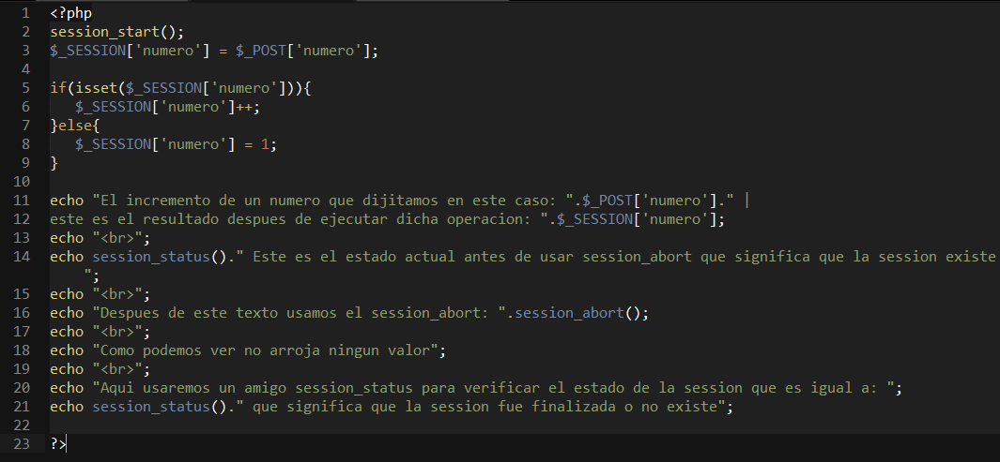 1 <?php
2 session_start();
3 $_SESSION['numero'] = $_POST['numero'];
4
5 if(isset($_SESSION['numero'])){
6    $_SESSION['numero']++;
7 }else{
8    $_SESSION['numero'] = 1;
9 }
10
11 echo "El incremento de un numero que dijitamos en este caso: ".$_POST['numero']." |
12 este es el resultado despues de ejecutar dicha operacion: ".$_SESSION['numero'];
13 echo "<br>";
14 echo session_status()." Este es el estado actual antes de usar session_abort que significa que la session existe
";
15 echo "<br>";
16 echo "Despues de este texto usamos el session_abort: ".session_abort();
17 echo "<br>";
18 echo "Como podemos ver no arroja ningun valor";
19 echo "<br>";
20 echo "Aqui usaremos un amigo session_status para verificar el estado de la session que es igual a: ";
21 echo session_status()." que significa que la session fue finalizada o no existe";
22
23 ?>